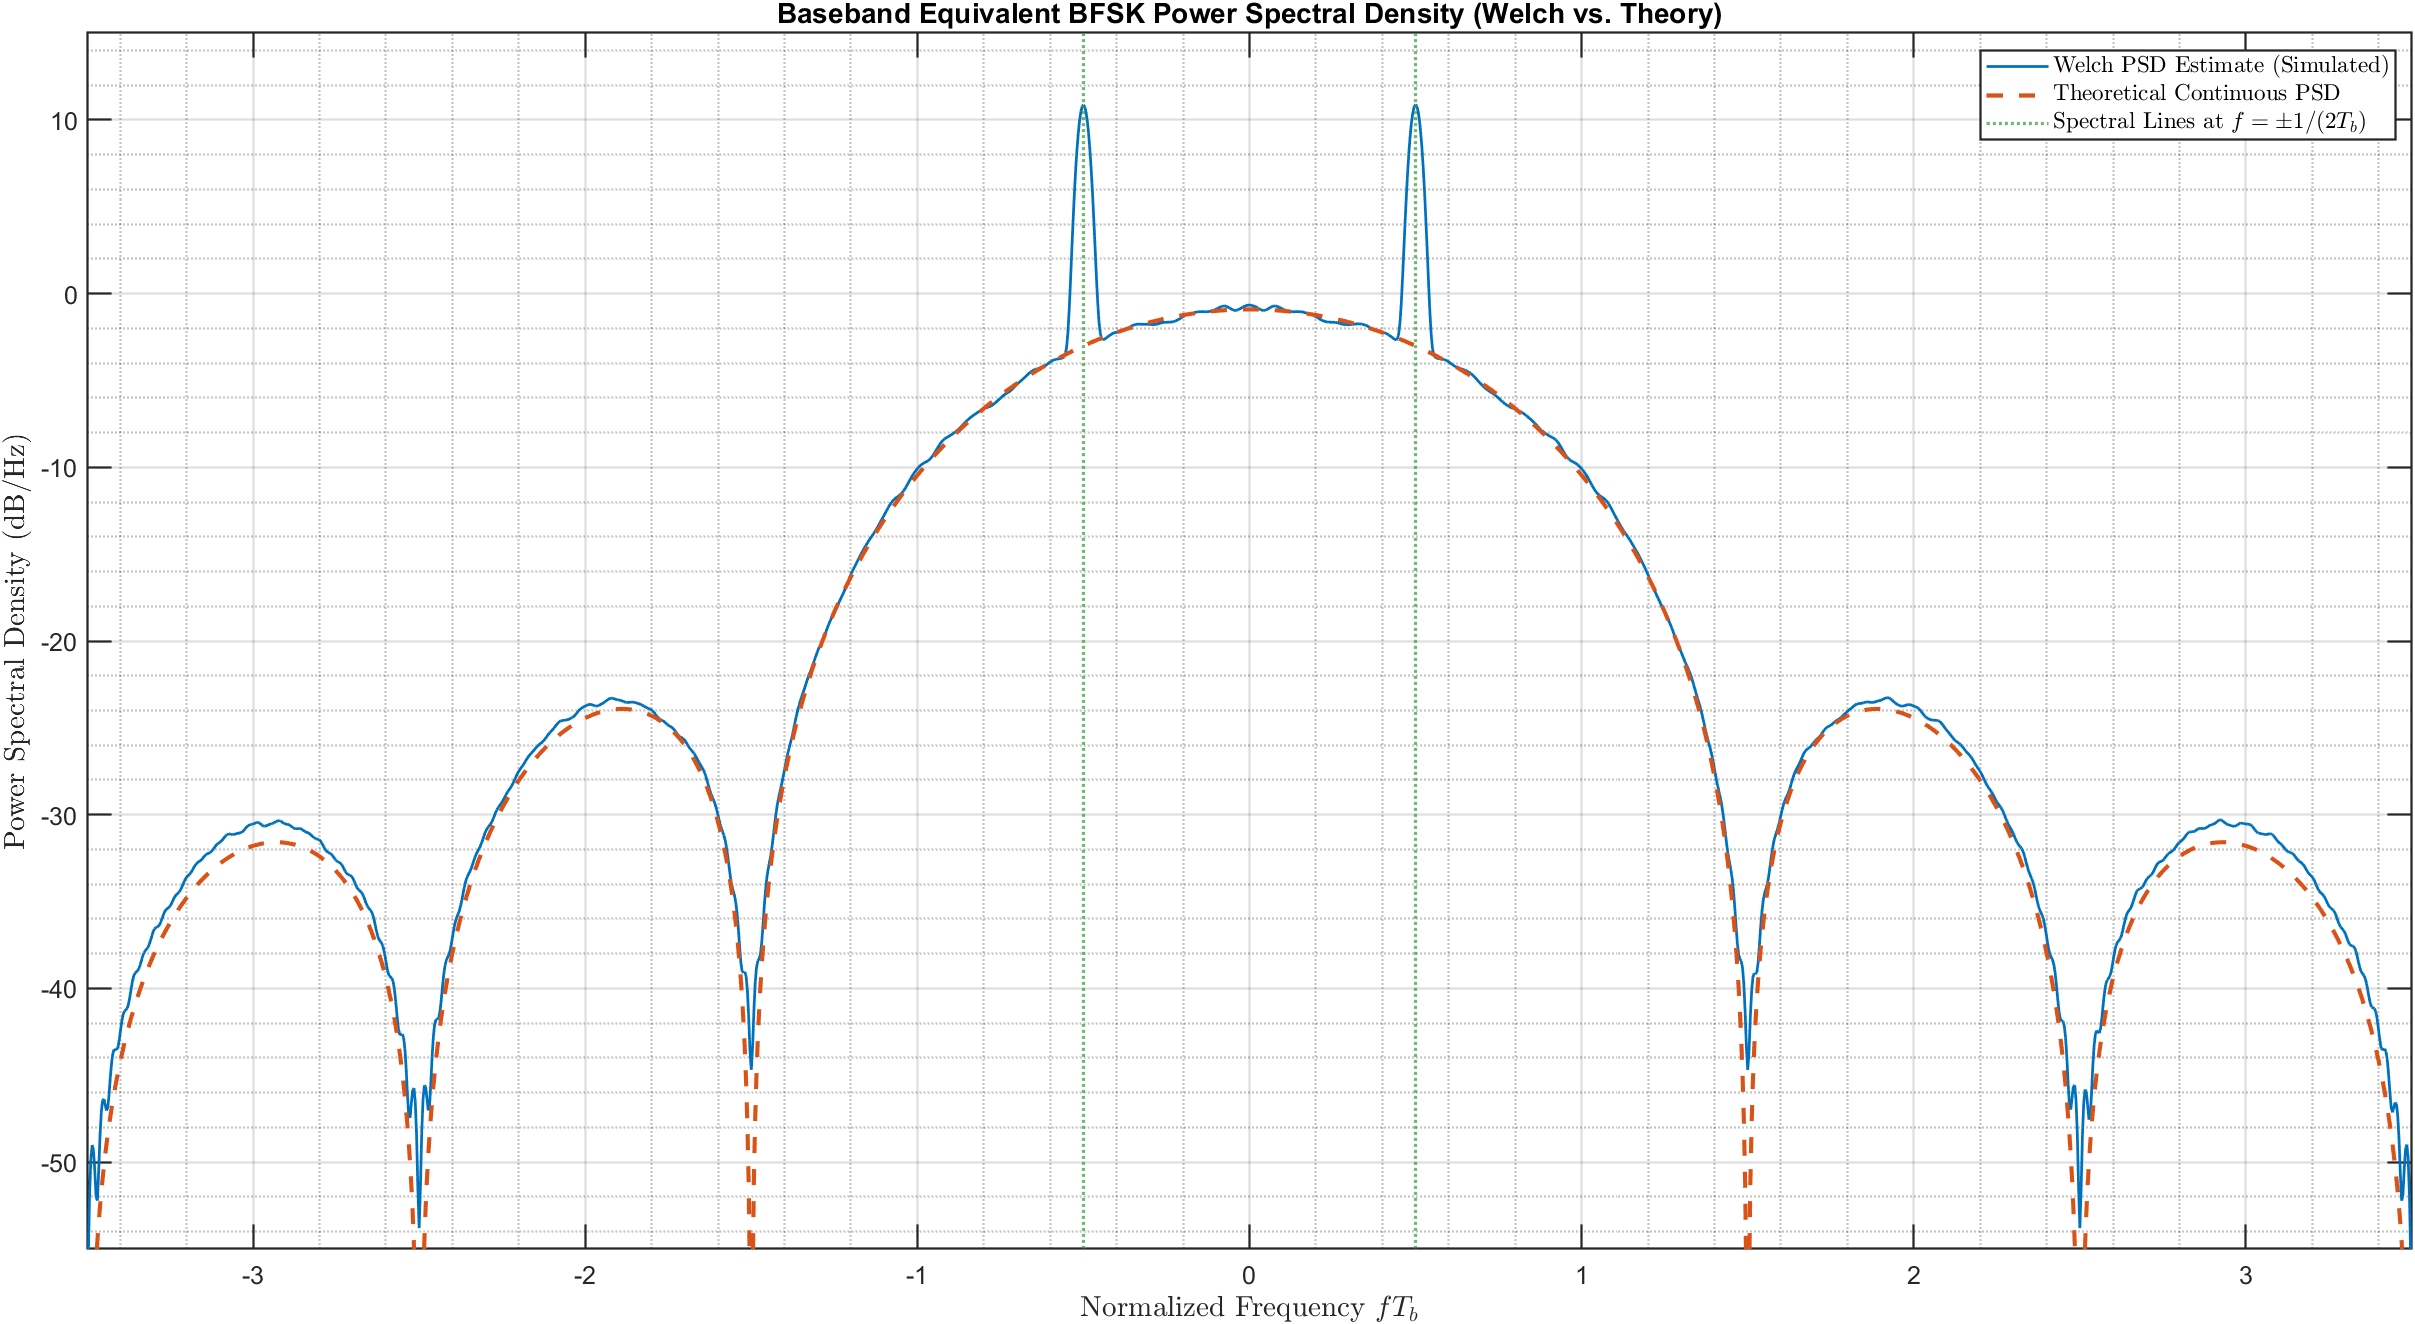 Baseband Equivalent BFSK Power Spectral Density (Welch vs. Theory)
Welch PSD Estimate (Simulated)
Theoretical Continuous PSD
Spectral Lines at f = ±1/(2T_b)
Power Spectral Density (dB/Hz)
10
0
-10
-20
-30
-40
-50
-3
-2
-1
0
1
2
3
Normalized Frequency fT_b